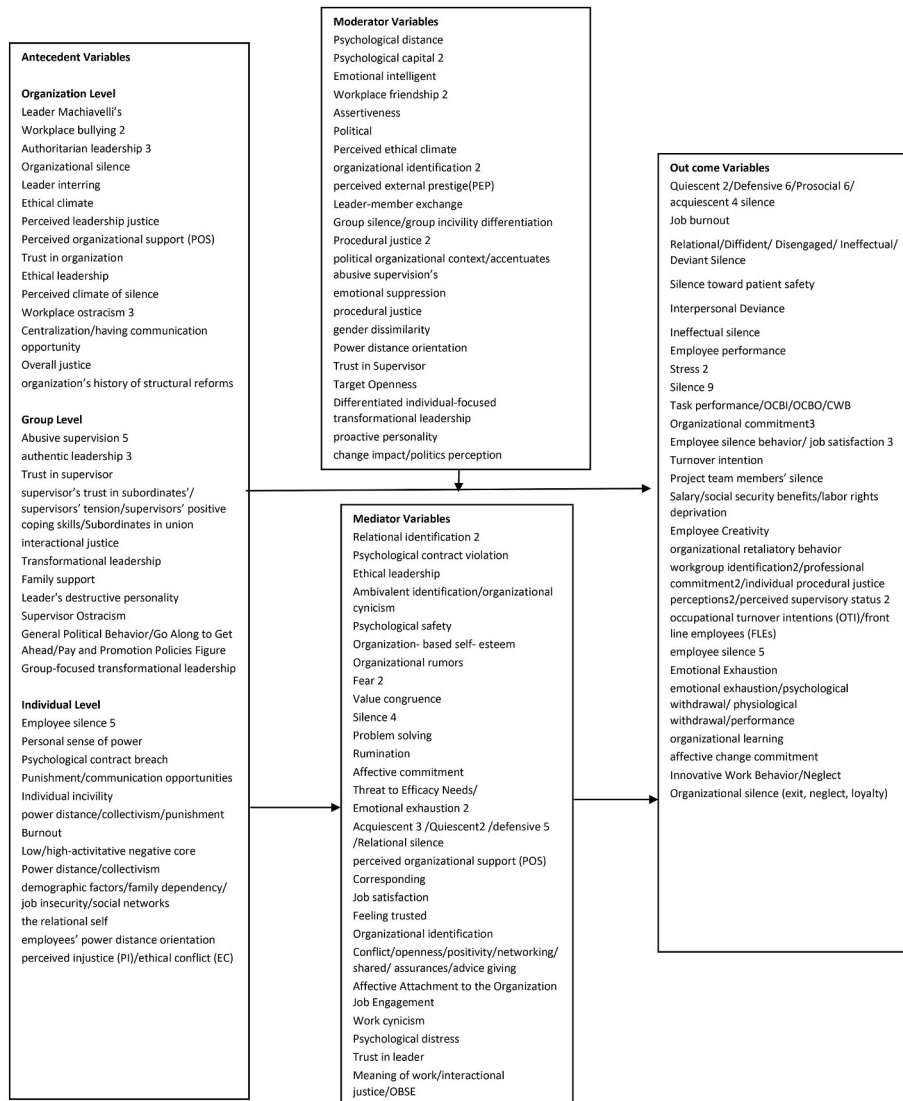 Antecedent Variables
Organization Level
Leader Machiavelli's
Workplace bullying 2
Authoritarian leadership 3
Organizational silence
Leader interring
Ethical climate
Perceived leadership justice
Perceived organizational support (POS)
Trust in organization
Ethical leadership
Perceived climate of silence
Workplace ostracism 3
Centralization/having communication
opportunity
Overall justice
organization's history of structural reforms
Group Level
Abusive supervision 5
authentic leadership 3
Trust in supervisor
supervisor's trust in subordinates'/
supervisors' tension/supervisors' positive
coping skills/Subordinates in union
interactional justice
Transformational leadership
Family support
Leader's destructive personality
Supervisor Ostracism
General Political Behavior/Go Along to Get
Ahead/Pay and Promotion Policies Figure
Group-focused transformational leadership
Individual Level
Employee silence 5
Personal sense of power
Psychological contract breach
Punishment/communication opportunities
Individual incivility
power distance/collectivism/punishment
Burnout
Low/high-activitative negative core
Power distance/collectivism
demographic factors/family dependency/
job insecurity/social networks
the relational self
employees' power distance orientation
perceived injustice (PI)/ethical conflict (EC)
Moderator Variables
Psychological distance
Psychological capital 2
Emotional intelligent
Workplace friendship 2
Assertiveness
Political
Perceived ethical climate
organizational identification 2
perceived external prestige(PEP)
Leader-member exchange
Group silence/group incivility differentiation
Procedural justice 2
political organizational context/accentuates
abusive supervision's
emotional suppression
procedural justice
gender dissimilarity
Power distance orientation
Trust in Supervisor
Target Openness
Differentiated individual-focused
transformational leadership
proactive personality
change impact/politics perception
Mediator Variables
Relational identification 2
Psychological contract violation
Ethical leadership
Ambivalent identification/organizational
cynicism
Psychological safety
Organization- based self- esteem
Organizational rumors
Fear 2
Value congruence
Silence 4
Problem solving
Rumination
Affective commitment
Threat to Efficacy Needs/
Emotional exhaustion 2
Acquiescent 3 /Quiescent2 /defensive 5
/Relational silence
perceived organizational support (POS)
Corresponding
Job satisfaction
Feeling trusted
Organizational identification
Conflict/openness/positivity/networking/
shared/ assurances/advice giving
Affective Attachment to the Organization
Job Engagement
Work cynicism
Psychological distress
Trust in leader
Meaning of work/interactional
justice/OBSE
Out come Variables
Quiescent 2/Defensive 6/Prosocial 6/
acquiescent 4 silence
Job burnout
Relational/Diffident/ Disengaged/ Ineffectual/
Deviant Silence
Silence toward patient safety
Interpersonal Deviance
Ineffectual silence
Employee performance
Stress 2
Silence 9
Task performance/OCBI/OCBO/CWB
Organizational commitment3
Employee silence behavior/ job satisfaction 3
Turnover intention
Project team members' silence
Salary/social security benefits/labor rights
deprivation
Employee Creativity
organizational retaliatory behavior
workgroup identification2/professional
commitment2/individual procedural justice
perceptions2/perceived supervisory status 2
occupational turnover intentions (OTI)/front
line employees (FLEs)
employee silence 5
Emotional Exhaustion
emotional exhaustion/psychological
withdrawal/ physiological
withdrawal/performance
organizational learning
affective change commitment
Innovative Work Behavior/Neglect
Organizational silence (exit, neglect, loyalty)